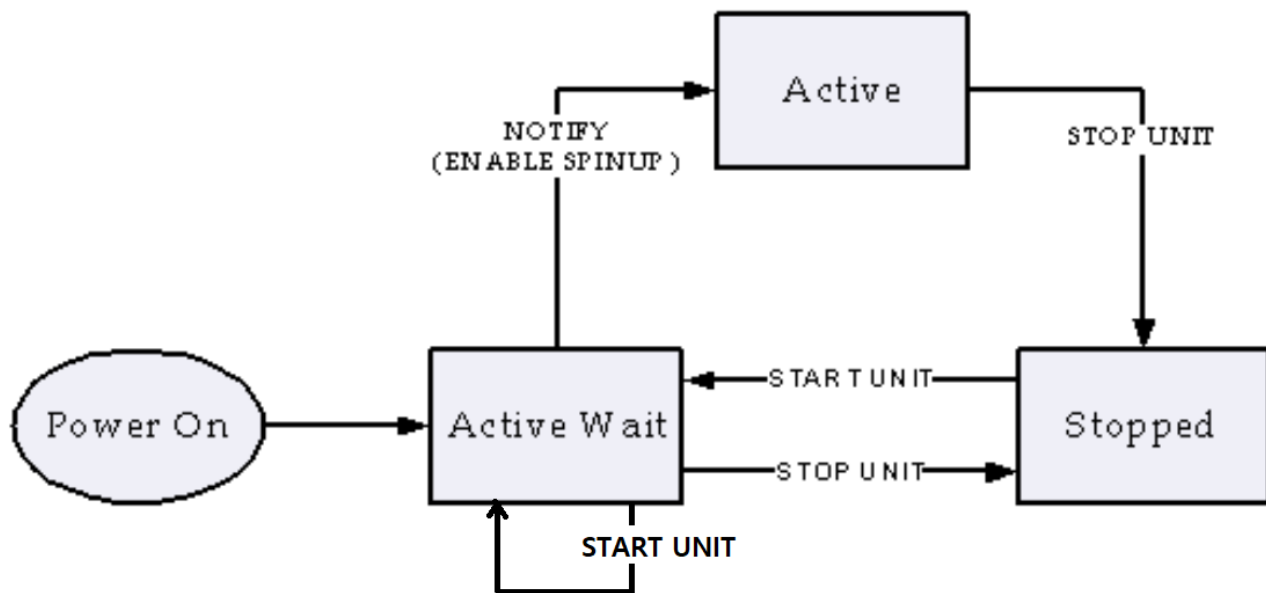 Active
NOTIFY
(ENABLE SPINUP)
STOP UNIT
START UNIT
Power On
Active Wait
Stopped
STOP UNIT
START UNIT